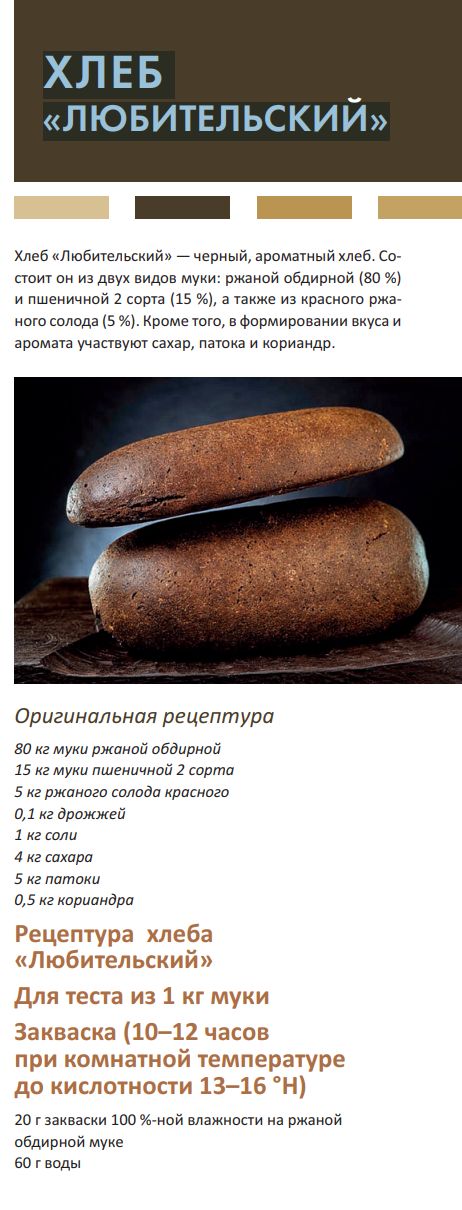 ХЛЕБ
«ЛЮБИТЕЛЬСКИЙ»
Хлеб «Любительский» — черный, ароматный хлеб. Со-
стоит он из двух видов муки: ржаной обдирной (80 %)
и пшеничной 2 сорта (15 %), а также из красного ржа-
ного солода (5 %). Кроме того, в формировании вкуса и
аромата участвуют сахар, патока и кориандр.
Оригинальная рецептура
80 кг муки ржаной обдирной
15 кг муки пшеничной 2 сорта
5 кг ржаного солода красного
0,1 кг дрожжей
1 кг соли
4 кг сахара
5 кг патоки
0,5 кг кориандра
Рецептура хлеба
«Любительский»
Для теста из 1 кг муки
Закваска (10–12 часов
при комнатной температуре
до кислотности 13–16 °Н)
20 г закваски 100 %-ной влажности на ржаной
обдирной муке
60 г воды